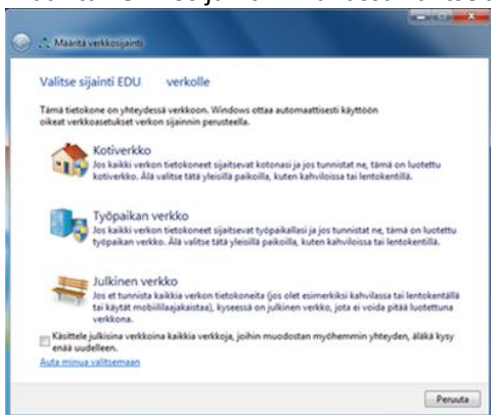 Määritä verkkosijainti
Valitse sijainti EDU verkolle
Tämä tietokone on yhteydessä verkkoon. Windows ottaa automaattisesti käyttöön
oikeat verkkoasetukset verkon sijainnin perusteella.
Kotiverkko
Jos kaikki verkon tietokoneet sijaitsevat kotonasi ja jos tunnistat ne, tämä on luotettu
kotiverkko. Älä valitse tätä yleisillä paikoilla, kuten kahviloissa tai lentokentillä.
Työpaikan verkko
Jos kaikki verkon tietokoneet sijaitsevat työpaikallasi ja jos tunnistat ne, tämä on luotettu
työpaikan verkko. Älä valitse tätä yleisillä paikoilla, kuten kahviloissa tai lentokentillä.
Julkinen verkko
Jos et tunnista kaikkia verkon tietokoneita (jos olet esimerkiksi kahvilassa tai lentokentällä
tai käytät mobiililaajakaistaa), kyseessä on julkinen verkko, jota ei voida pitää luotettuna
verkkona.
Käsittele julkisina verkkoina kaikkia verkkoja, joihin muodostan myöhemmin yhteyden, äläkä kysy
enää uudelleen.
Auta minua valitsemaan
Peruuta